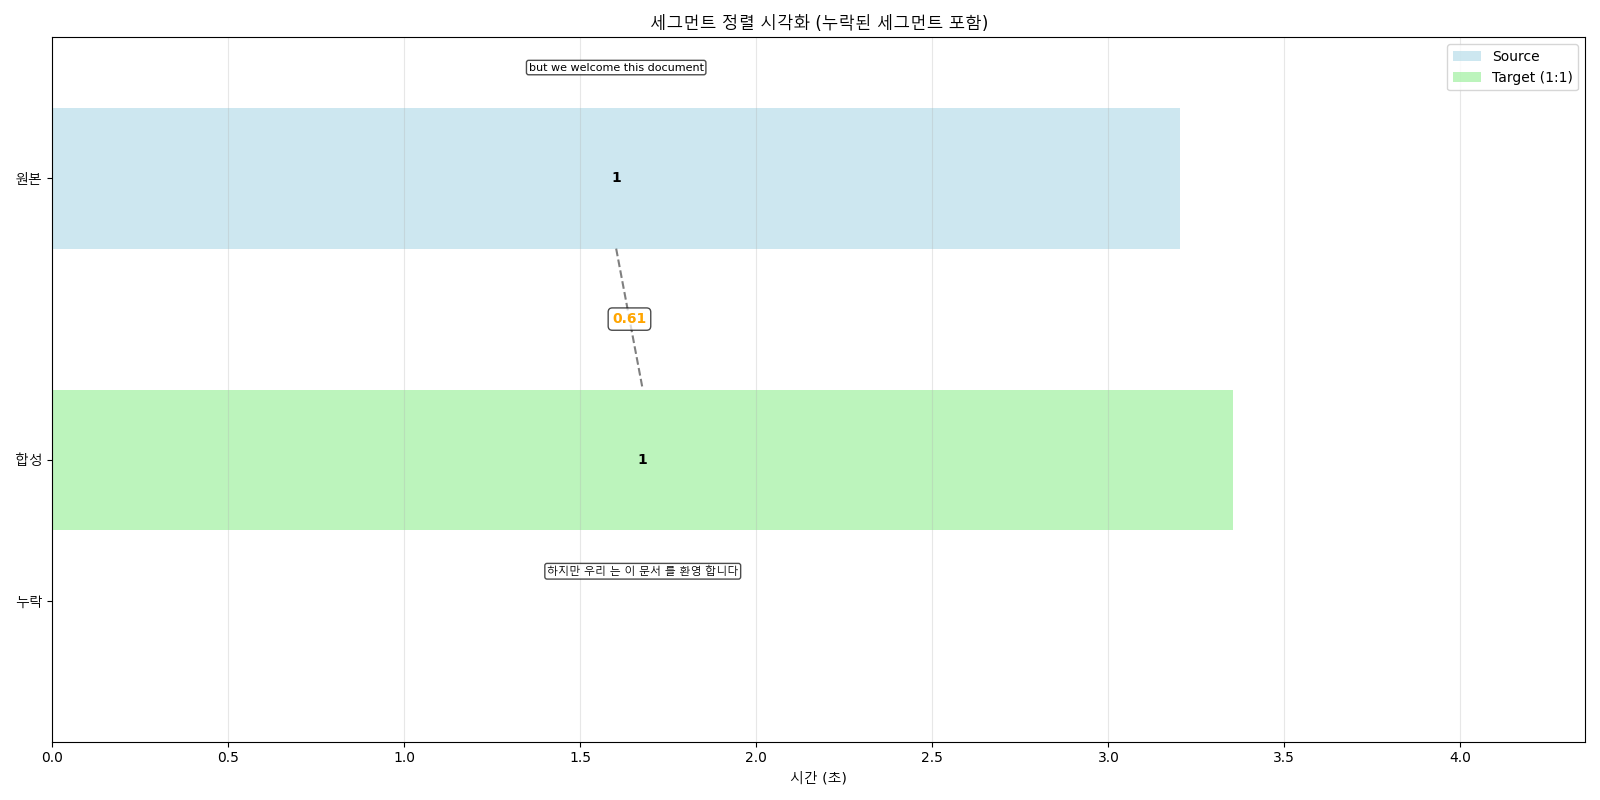 세그먼트 정렬 시각화 (누락된 세그먼트 포함)
but we welcome this document
Source
Target (1:1)
원본
1
0.61
합성
1
하지만 우리 는 이 문서 를 환영 합니다
누락
0.0 0.5 1.0 1.5 2.0 2.5 3.0 3.5 4.0
시간 (초)